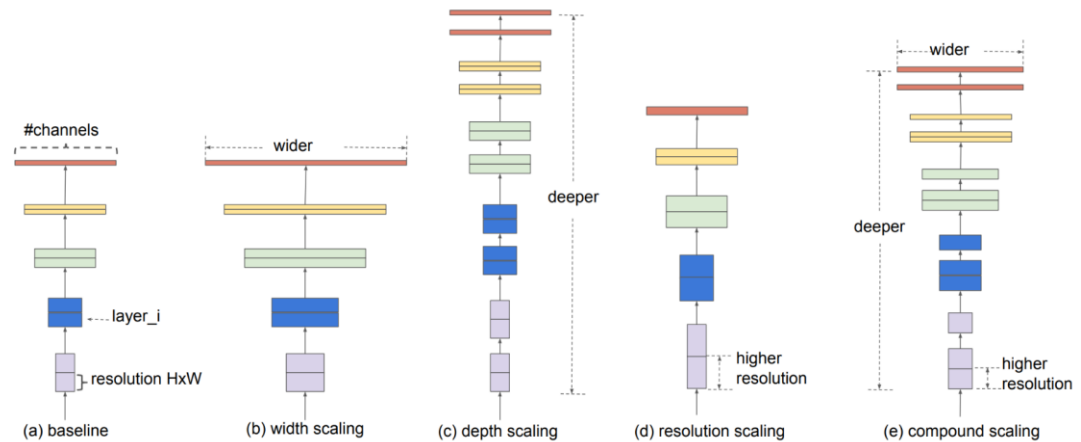 #channels
layer_i
resolution HxW
(a) baseline
wider
(b) width scaling
deeper
(c) depth scaling
higher
resolution
(d) resolution scaling
wider
deeper
higher
resolution
(e) compound scaling